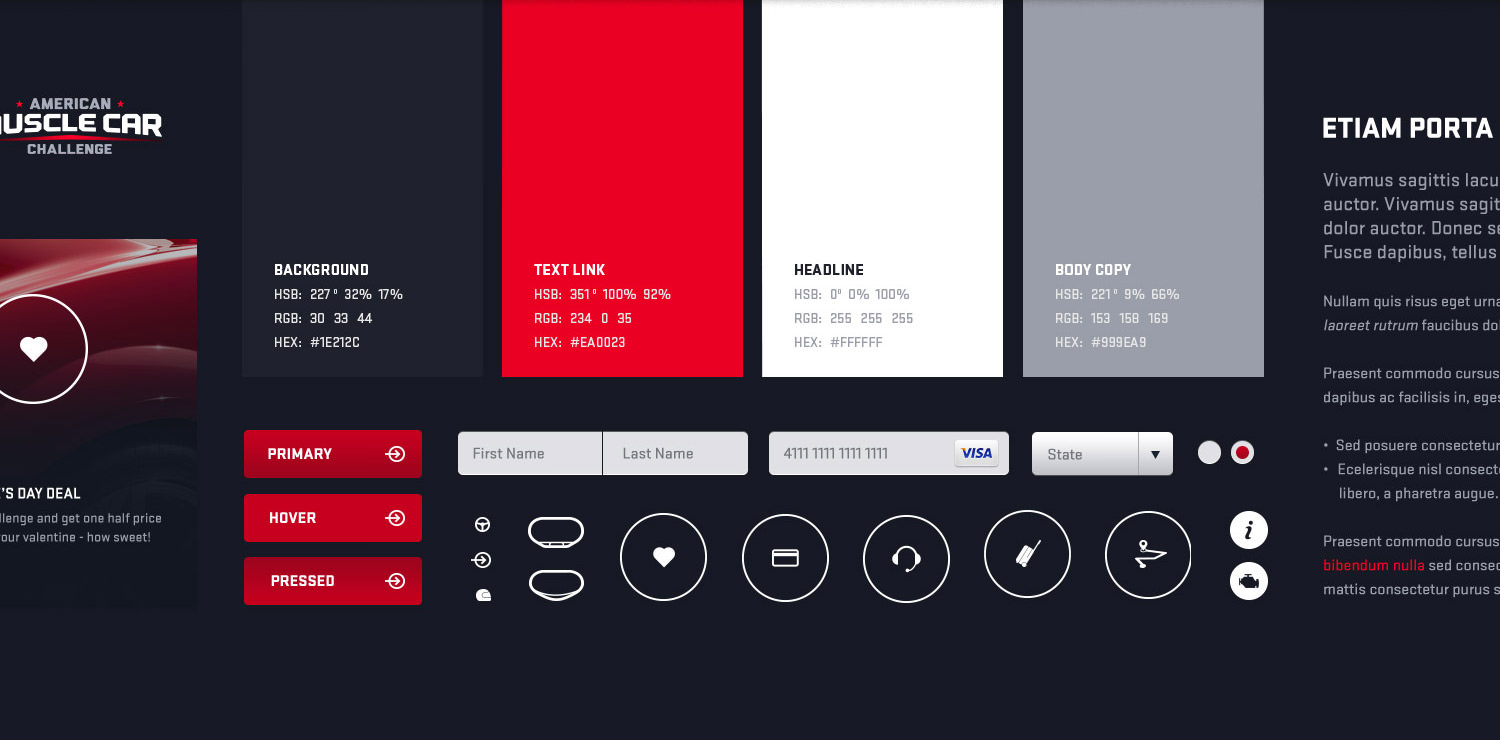 AMERICAN
USCLE CAR
CHALLENGE
'S DAY DEAL
llenge and get one half price
our valentine - how sweet!
BACKGROUND
HSB: 227° 32% 17%
RGB: 30 33 44
HEX: #1E212C
TEXT LINK
HSB: 351° 100% 92%
RGB: 234 0 35
HEX: #EA0023
HEADLINE
HSB: 0° 0% 100%
RGB: 255 255 255
HEX: #FFFFFF
BODY COPY
HSB: 221° 9% 66%
RGB: 153 158 169
HEX: #999EA9
PRIMARY
HOVER
PRESSED
First Name
Last Name
4111 1111 1111 1111
VISA
State
i
ETIAM PORTA
Vivamus sagittis lacu
auctor. Vivamus sagit
dolor auctor. Donec se
Fusce dapibus, tellus
Nullam quis risus eget urna
laoreet rutrum faucibus do
Praesent commodo cursus
dapibus ac facilisis in, eges
• Sed posuere consectetur
• Ecelerisque nisl consecte
libero, a pharetra augue.
Praesent commodo cursus
bibendum nulla sed consec
mattis consectetur purus s